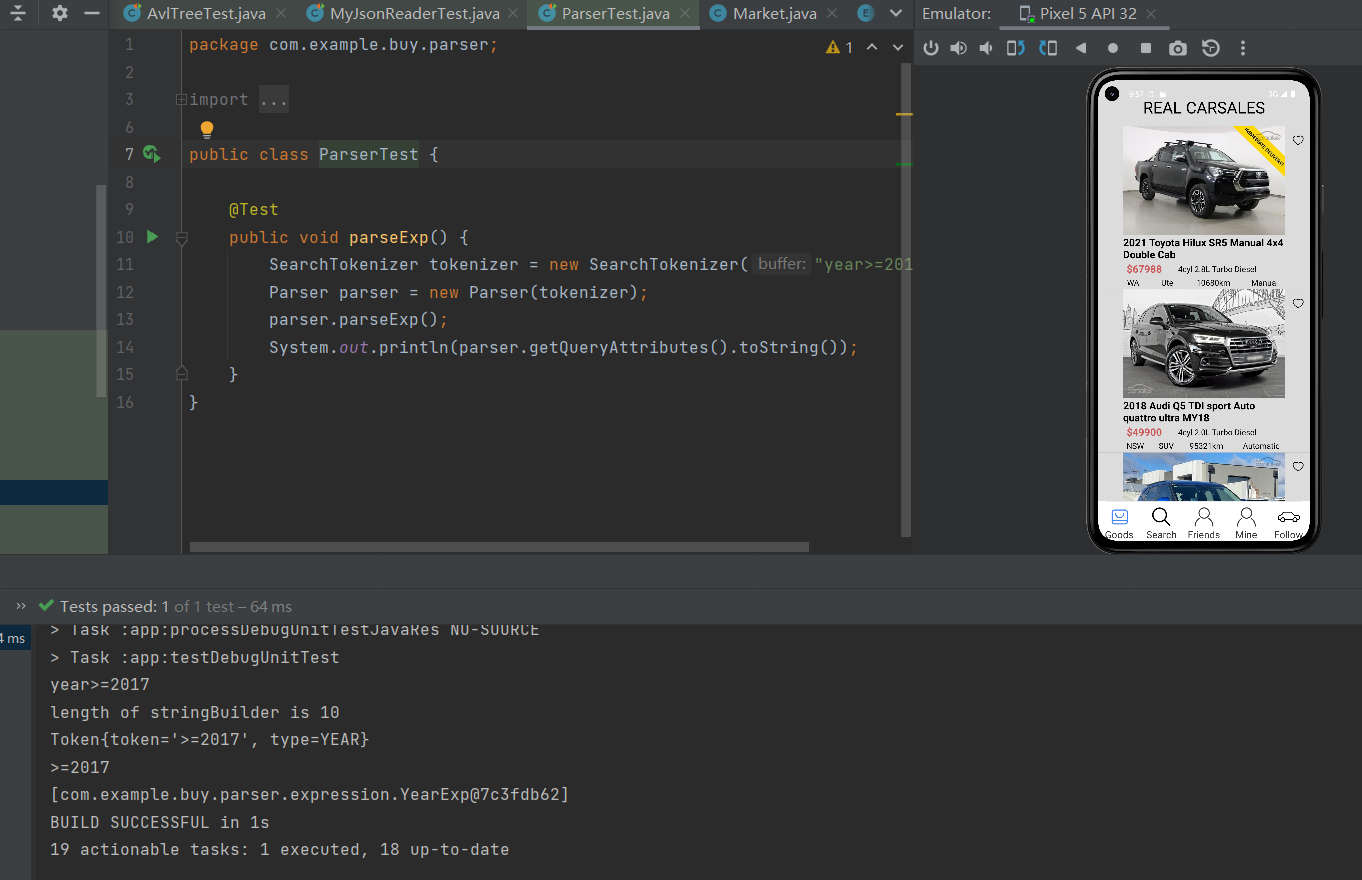 AvlTreeTest.java MyJsonReaderTest.java ParserTest.java Market.java Emulator: Pixel 5 API 32
1 package com.example.buy.parser;
1
2
3 import ...
6
7 public class ParserTest {
8
9 @Test
10 public void parseExp() {
11 SearchTokenizer tokenizer = new SearchTokenizer( buffer: "year>=201
12 Parser parser = new Parser(tokenizer);
13 parser.parseExp();
14 System.out.println(parser.getQueryAttributes().toString());
15 }
16 }
9:57 3G
REAL CARSALES
2021 Toyota Hilux SR5 Manual 4x4
Double Cab
$67988 4cyl 2.8L Turbo Diesel
WA Ute 10680km Manua
2018 Audi Q5 TDI sport Auto
quattro ultra MY18
$49900 4cyl 2.0L Turbo Diesel
NSW SUV 95321km Automatic
Goods Search Friends Mine Follow
Tests passed: 1 of 1 test – 64 ms
4 ms
> Task :app:processDebugUnitTestJavaRes NO-SOURCE
> Task :app:testDebugUnitTest
year>=2017
length of stringBuilder is 10
Token{token='>=2017', type=YEAR}
>=2017
[com.example.buy.parser.expression.YearExp@7c3fdb62]
BUILD SUCCESSFUL in 1s
19 actionable tasks: 1 executed, 18 up-to-date